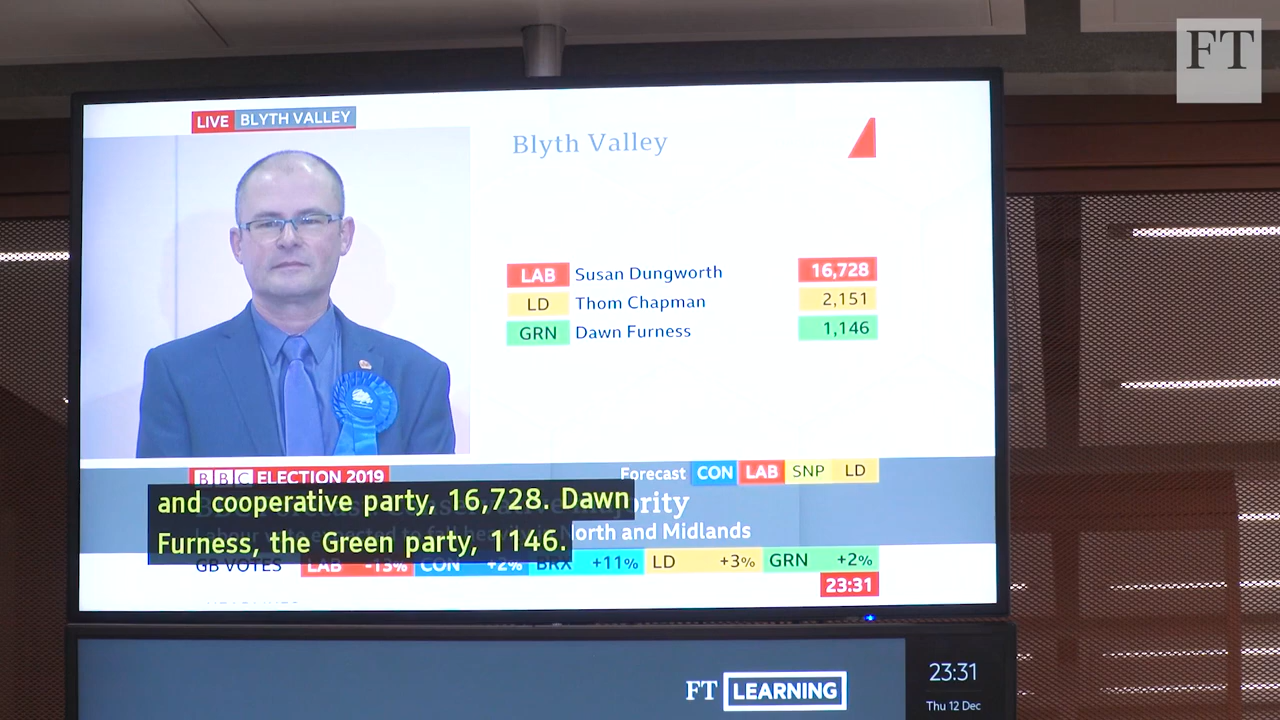 FT
LIVE BLYTH VALLEY
Blyth Valley
LAB Susan Dungworth 16,728
LD Thom Chapman 2,151
GRN Dawn Furness 1,146
BBC ELECTION 2019
Forecast CON LAB SNP LD
and cooperative party, 16,728. Dawn
Furness, the Green party, 1146.
North and Midlands
GB VOTES LAB -13% CON +2% BRX +11% LD +3% GRN +2%
23:31
FT LEARNING
23:31
Thu 12 Dec